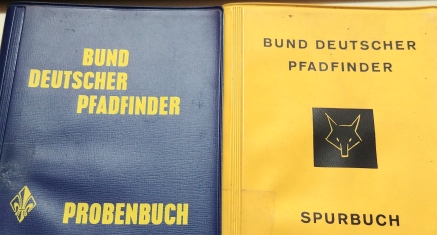 BUND
DEUTSCHER
PFADFINDER
PROBENBUCH
BUND DEUTSCHER
PFADFINDER
SPURBUCH